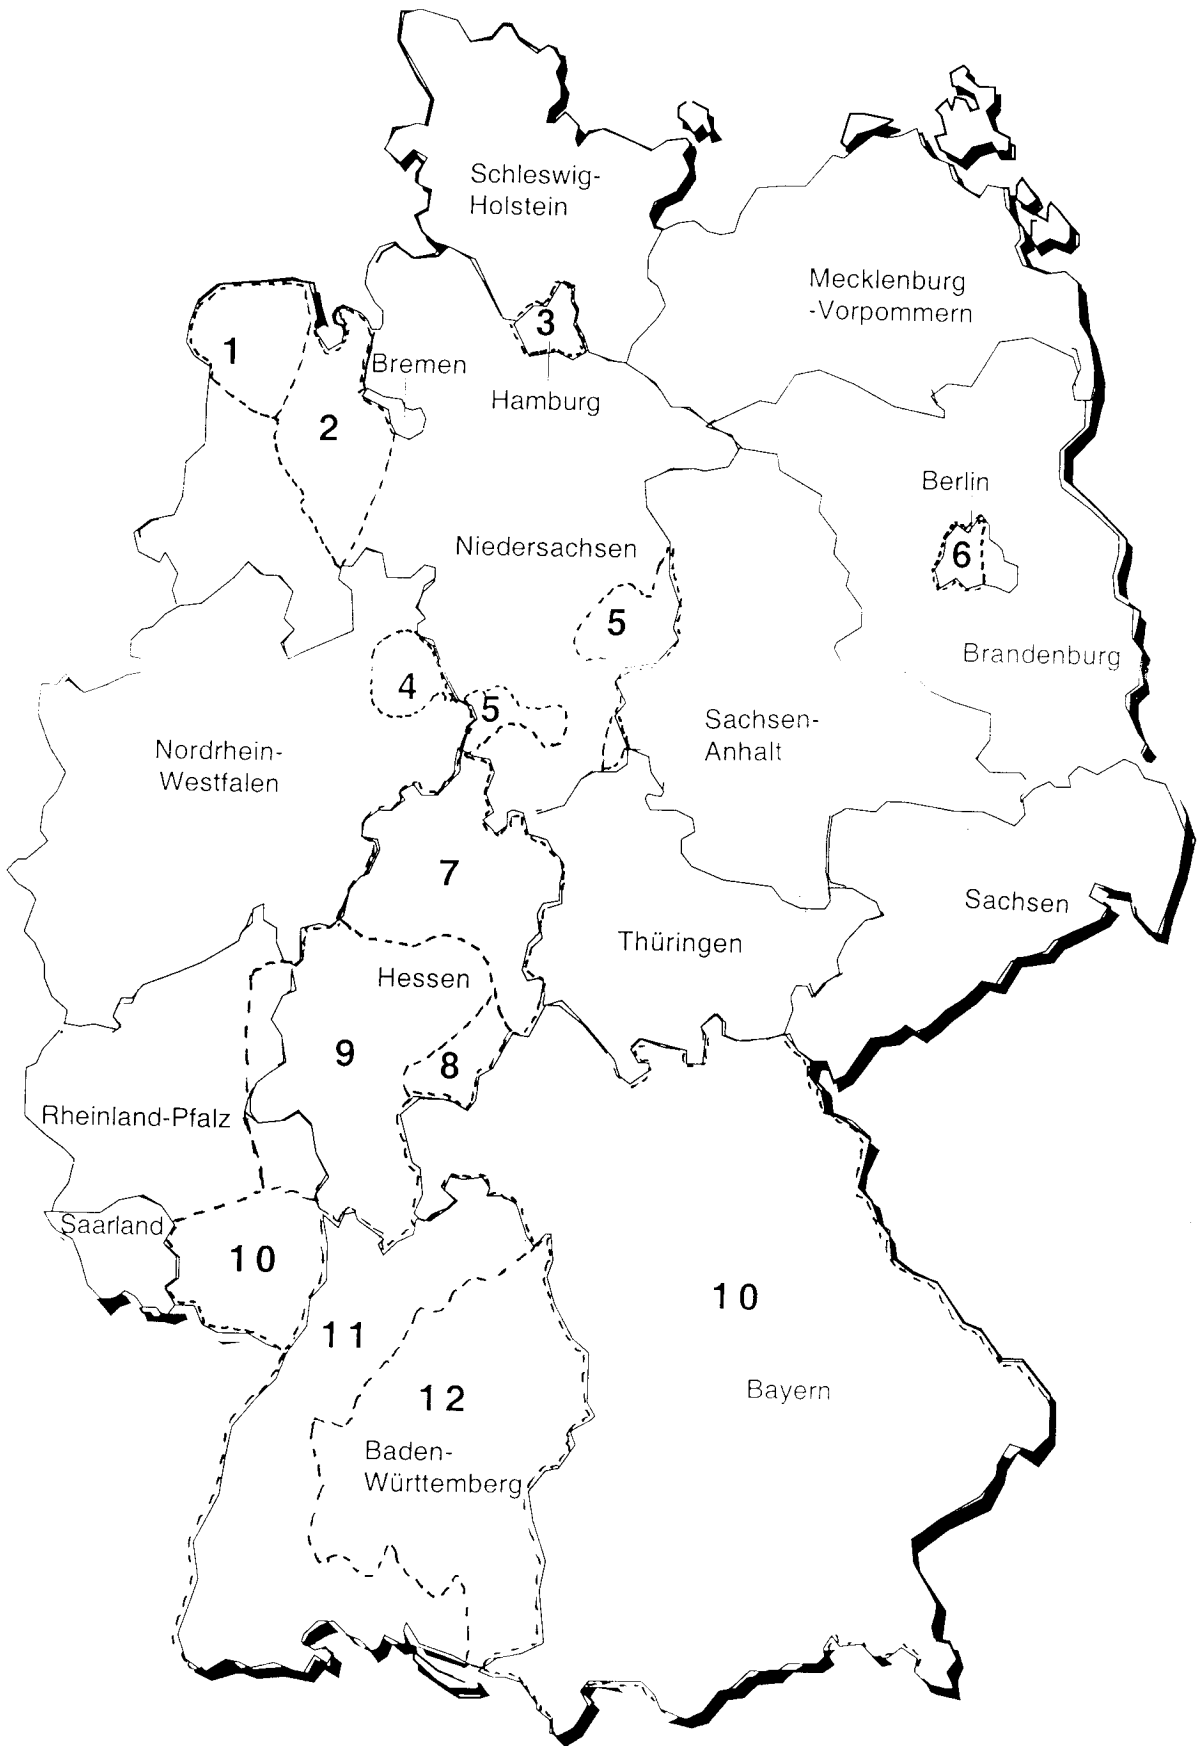 Schleswig-
Holstein
Mecklenburg
-Vorpommern
3
1
Bremen
Hamburg
2
Berlin
Niedersachsen
6
5
Brandenburg
4
5
Sachsen-
Anhalt
Nordrhein-
Westfalen
7
Sachsen
Thüringen
Hessen
9
8
Rheinland-Pfalz
Saarland
10
10
11
Bayern
12
Baden-
Württemberg